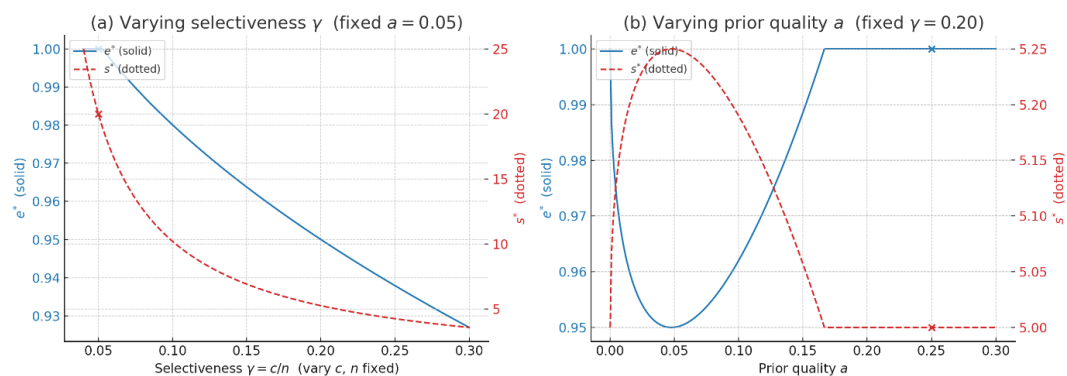 (a) Varying selectiveness γ (fixed a = 0.05)
1.00
0.99
0.98
0.97
0.96
0.95
0.94
0.93
e* (solid)
e* (solid)
s* (dotted)
25
20
15
10
5
s* (dotted)
0.05 0.10 0.15 0.20 0.25 0.30
Selectiveness γ = c/n (vary c, n fixed)
(b) Varying prior quality a (fixed γ = 0.20)
1.00
0.99
0.98
0.97
0.96
0.95
e* (solid)
e* (solid)
s* (dotted)
5.25
5.20
5.15
5.10
5.05
5.00
s* (dotted)
0.00 0.05 0.10 0.15 0.20 0.25 0.30
Prior quality a